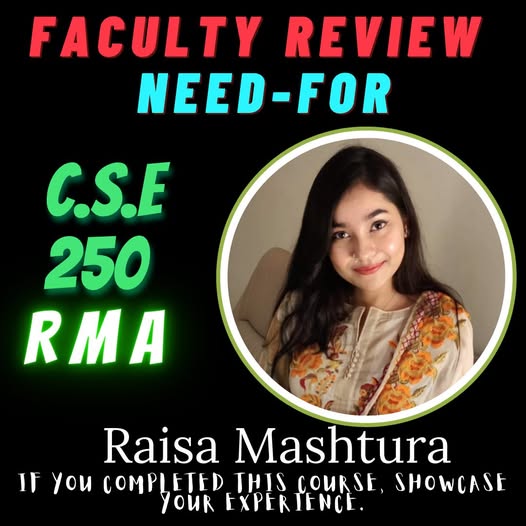 FACULTY REVIEW
NEED-FOR
C.S.E
250
RMA
Raisa Mashtura
IF YOU COMPLETED THIS COURSE, SHOWCASE
YOUR EXPERIENCE.